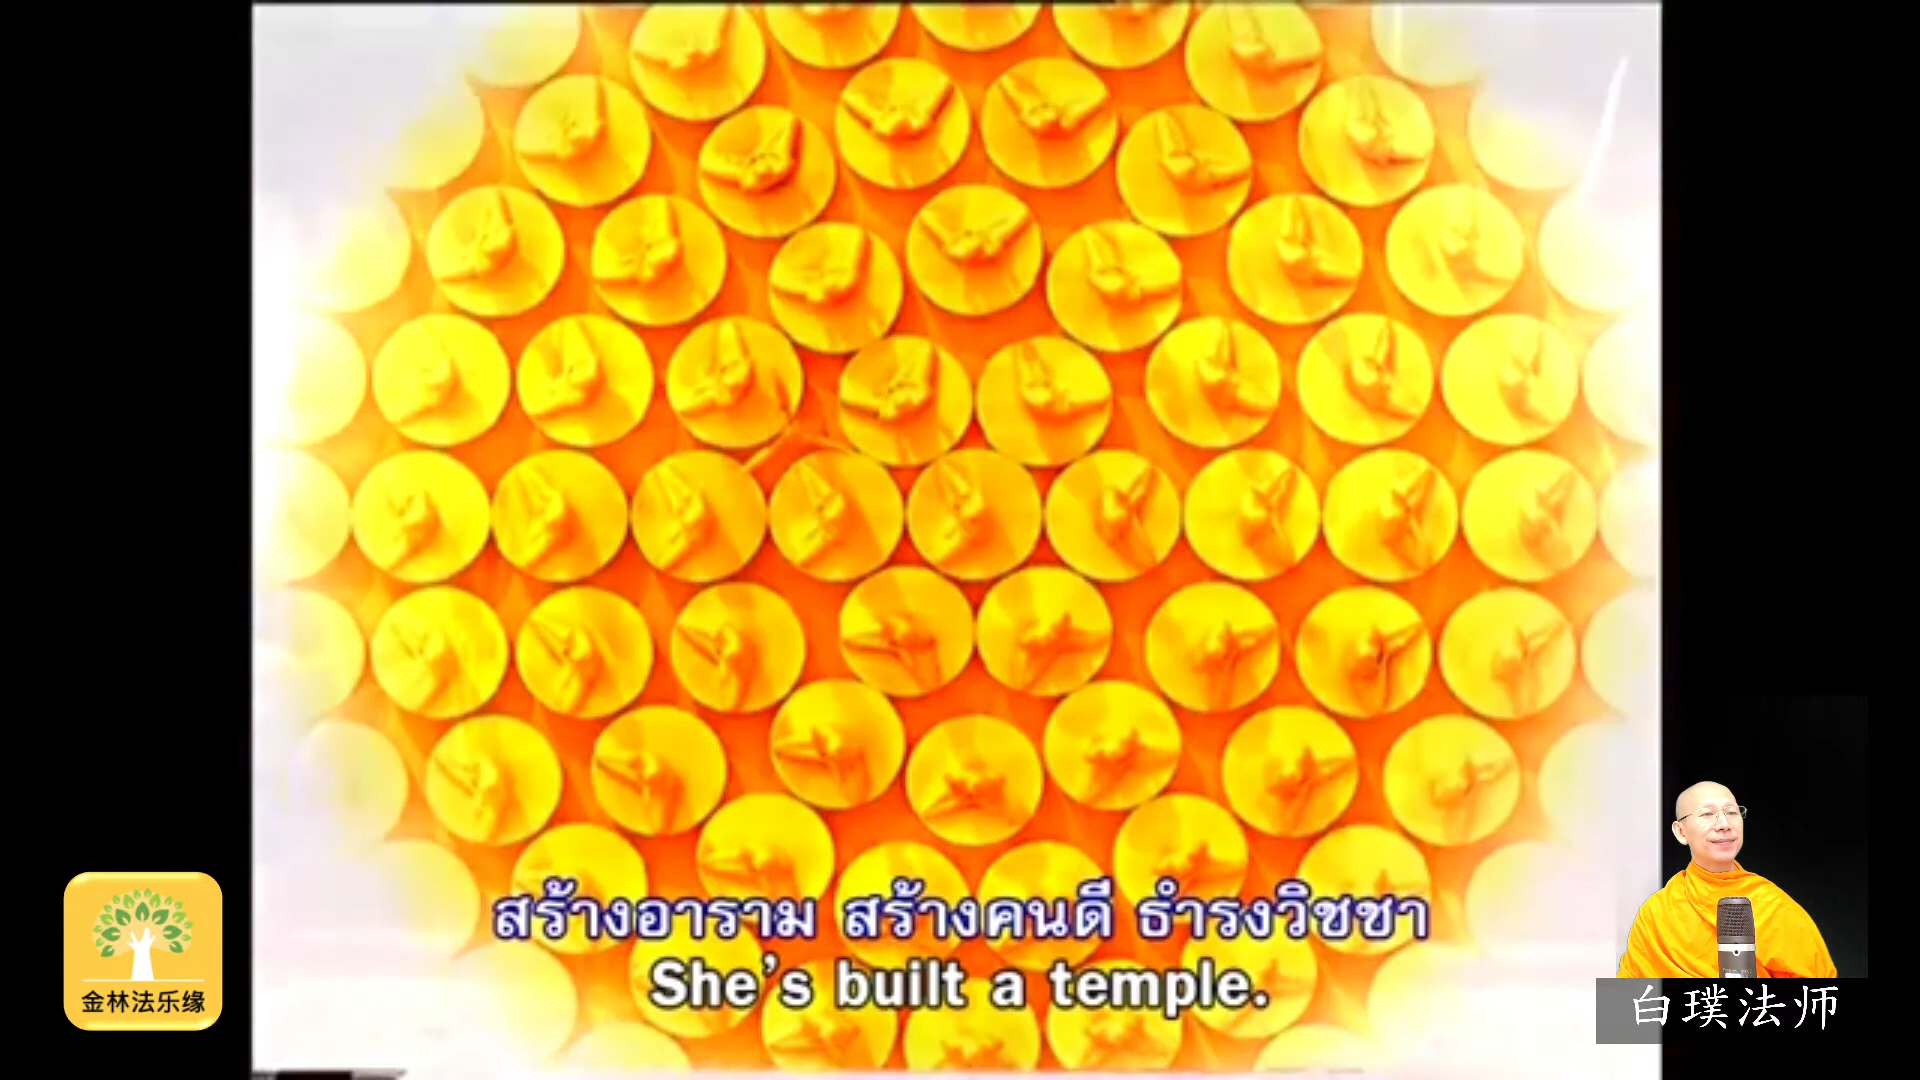 สร้างอาราม สร้างคนดี ธำรงวิชชา
She's built a temple.
金林法乐缘
白璞法师